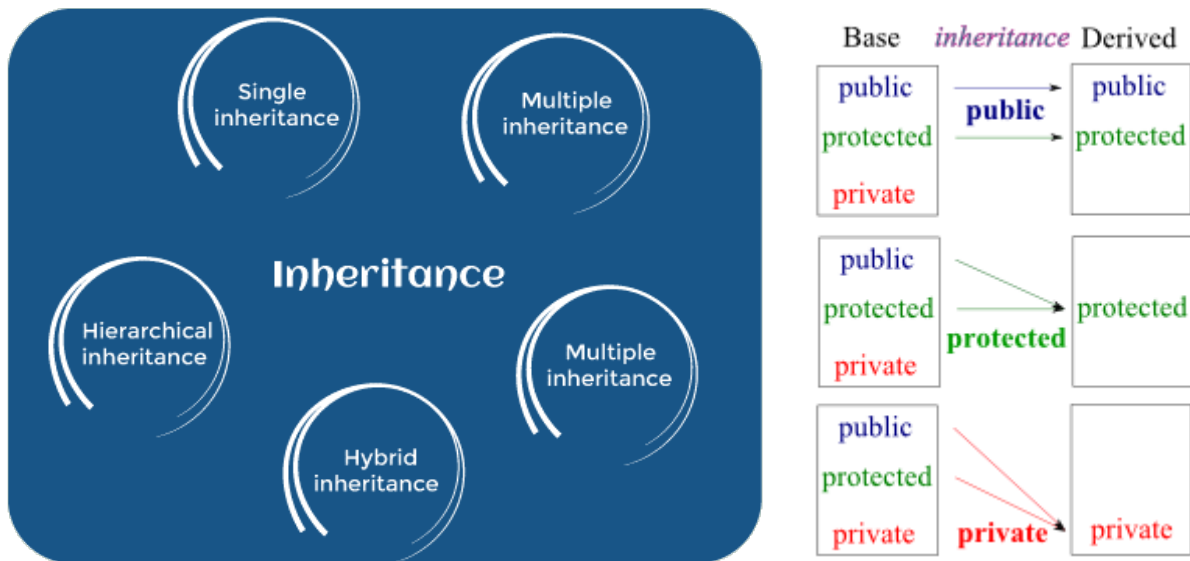 Single
inheritance
Multiple
inheritance
Inheritance
Hierarchical
inheritance
Multiple
inheritance
Hybrid
inheritance
Base inheritance Derived
public public
public
protected protected
private
public
protected protected
protected
private
public
protected
private private private